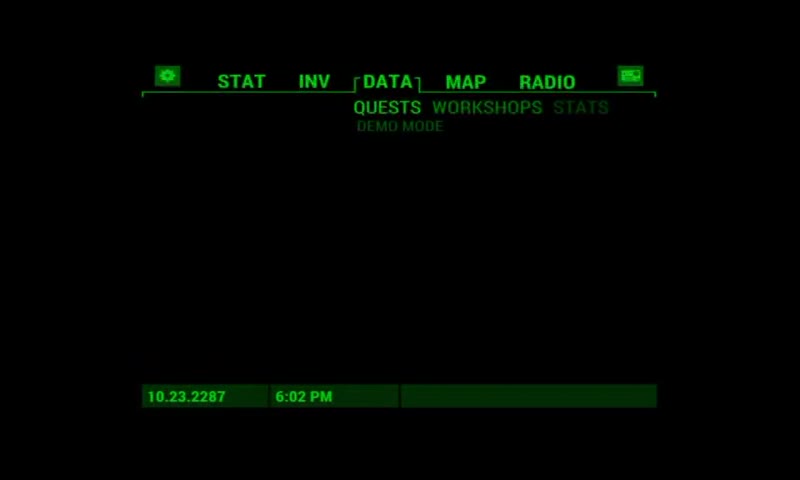 STAT INV DATA MAP RADIO
QUESTS WORKSHOPS STATS
DEMO MODE
10.23.2287 6:02 PM